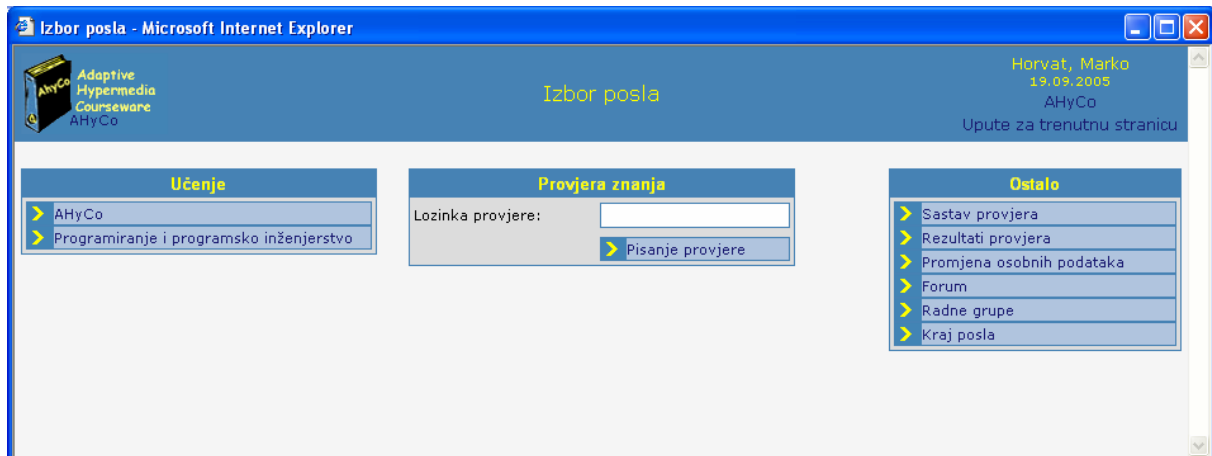 Izbor posla - Microsoft Internet Explorer
AHyCo
Adaptive
Hypermedia
Courseware
AHyCo
Izbor posla
Horvat, Marko
19.09.2005
AHyCo
Upute za trenutnu stranicu
Učenje
AHyCo
Programiranje i programsko inženjerstvo
Provjera znanja
Lozinka provjere:
Pisanje provjere
Ostalo
Sastav provjera
Rezultati provjera
Promjena osobnih podataka
Forum
Radne grupe
Kraj posla